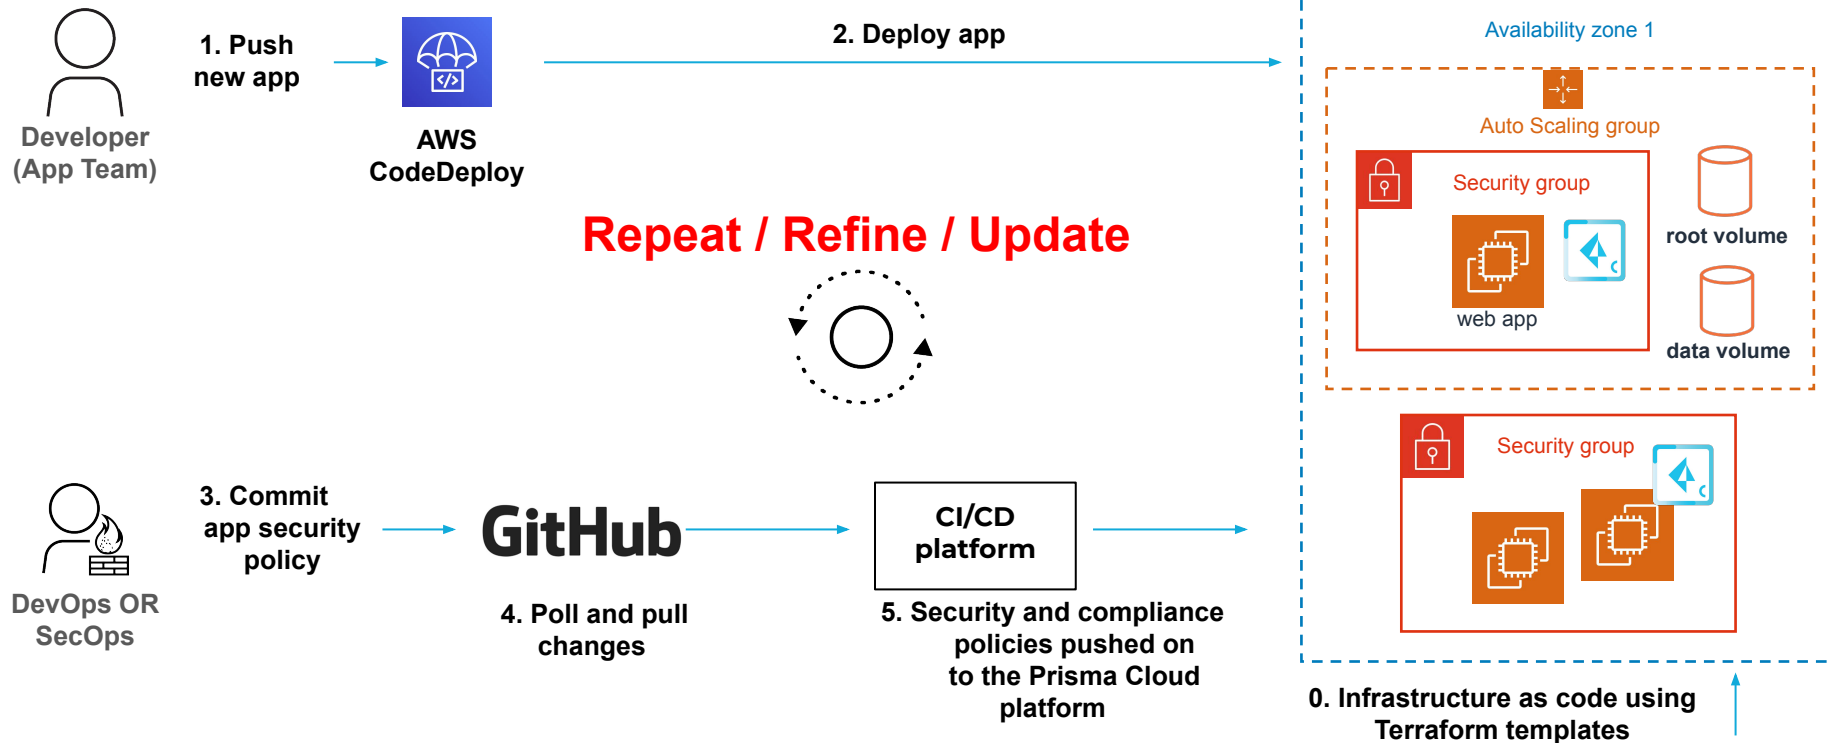 1. Push
new app
2. Deploy app
Availability zone 1
Developer
(App Team)
</>
AWS
CodeDeploy
Auto Scaling group
Security group
root volume
web app
data volume
Repeat / Refine / Update
Security group
3. Commit
app security
policy
GitHub
CI/CD
platform
DevOps OR
SecOps
4. Poll and pull
changes
5. Security and compliance
policies pushed on
to the Prisma Cloud
platform
0. Infrastructure as code using
Terraform templates